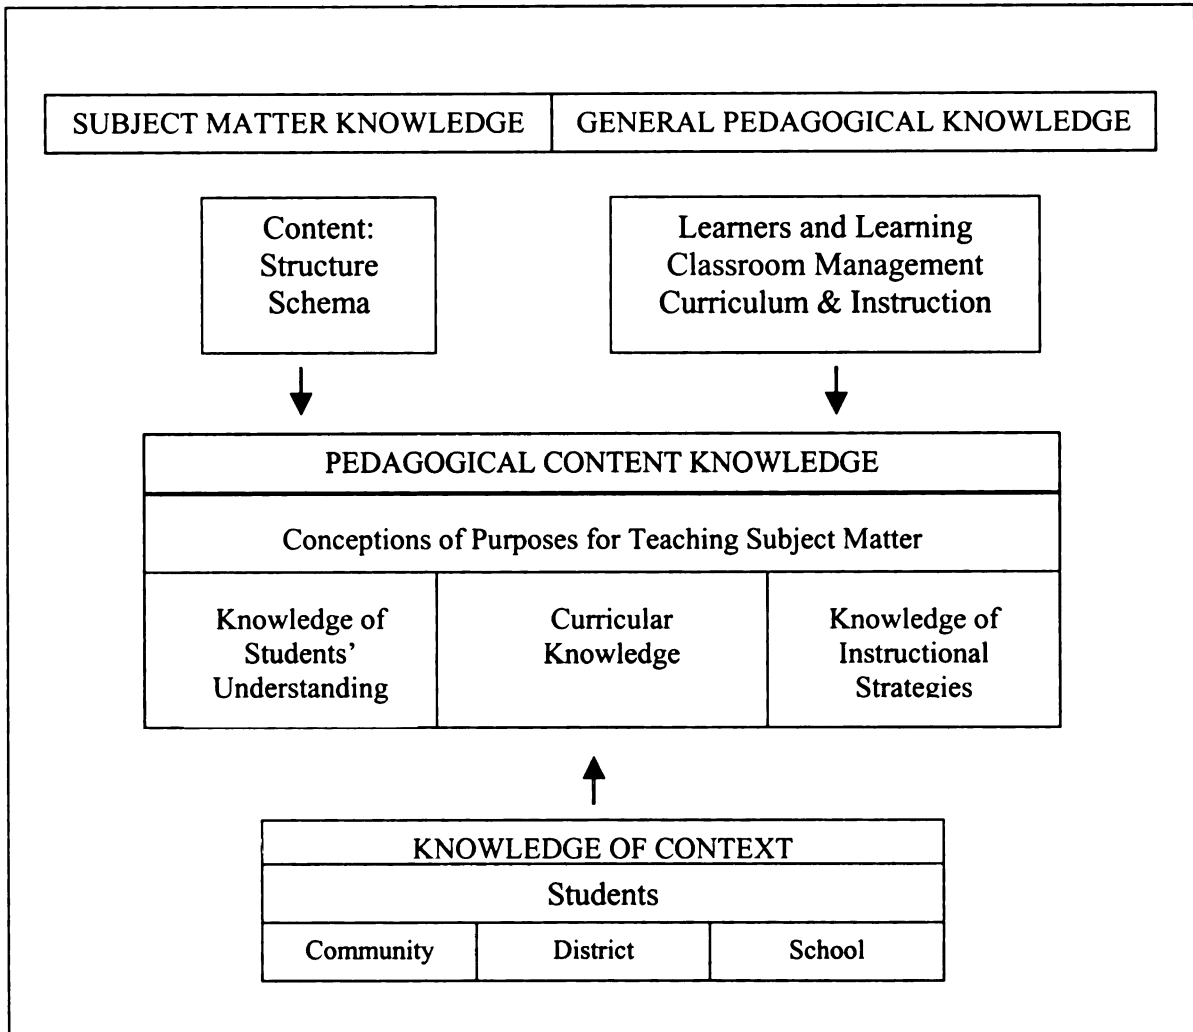 SUBJECT MATTER KNOWLEDGE
GENERAL PEDAGOGICAL KNOWLEDGE
Content:
Structure
Schema
Learners and Learning
Classroom Management
Curriculum & Instruction
PEDAGOGICAL CONTENT KNOWLEDGE
Conceptions of Purposes for Teaching Subject Matter
Knowledge of
Students’
Understanding
Curricular
Knowledge
Knowledge of
Instructional
Strategies
KNOWLEDGE OF CONTEXT
Students
Community
District
School